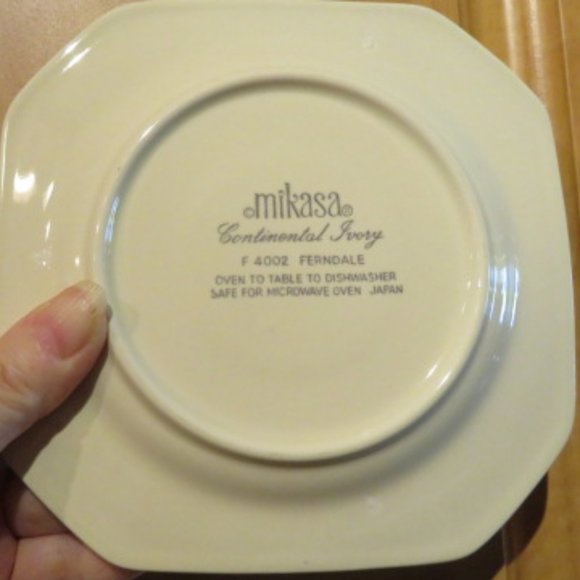 ©mikasa®
Continental Ivory
F 4002 FERNDALE
OVEN TO TABLE TO DISHWASHER
SAFE FOR MICROWAVE OVEN JAPAN